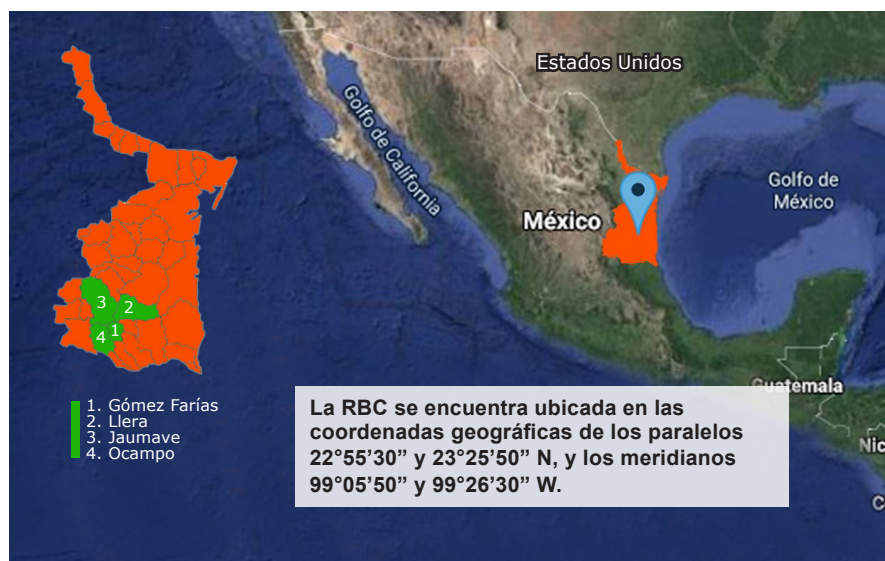 Estados Unidos
Golfo de California
Golfo de
México
México
3
2
1
4
1. Gómez Farías
2. Llera
3. Jaumave
4. Ocampo
Guatemala
La RBC se encuentra ubicada en las
coordenadas geográficas de los paralelos
22°55’30” y 23°25’50” N, y los meridianos
99°05’50” y 99°26’30” W.
Nic
C